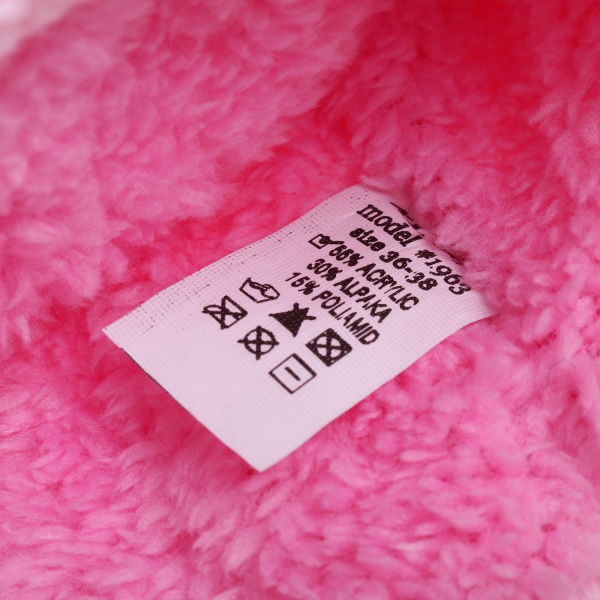 model #1963
size 36-38
55% ACRYLIC
30% ALPAKA
15% POLIAMID